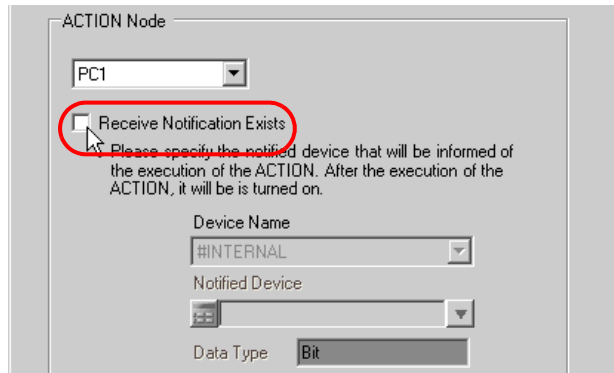 ACTION Node
PC1
Receive Notification Exists
Please specify the notified device that will be informed of
the execution of the ACTION. After the execution of the
ACTION, it will be is turned on.
Device Name
#INTERNAL
Notified Device
Data Type
Bit